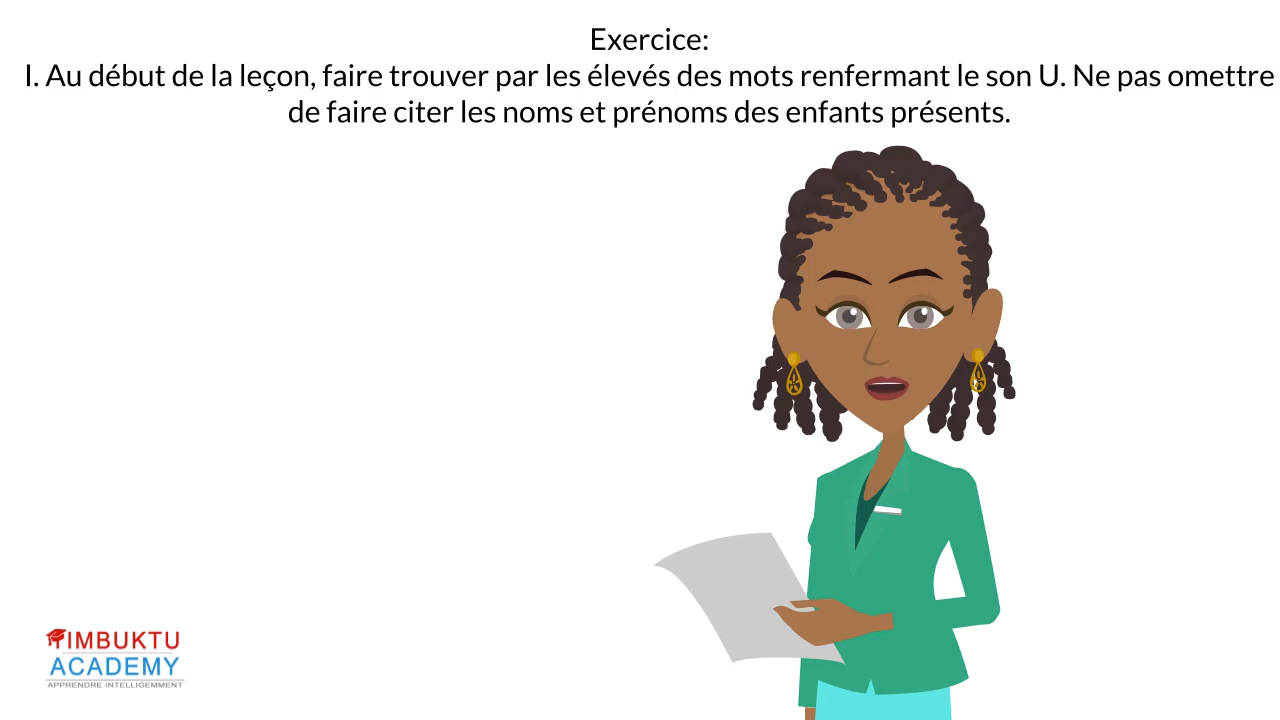 Exercice:
I. Au début de la leçon, faire trouver par les élevés des mots renfermant le son U. Ne pas omettre
de faire citer les noms et prénoms des enfants présents.
TIMBUKTU
ACADEMY
APPRENDRE INTELLIGEMMENT